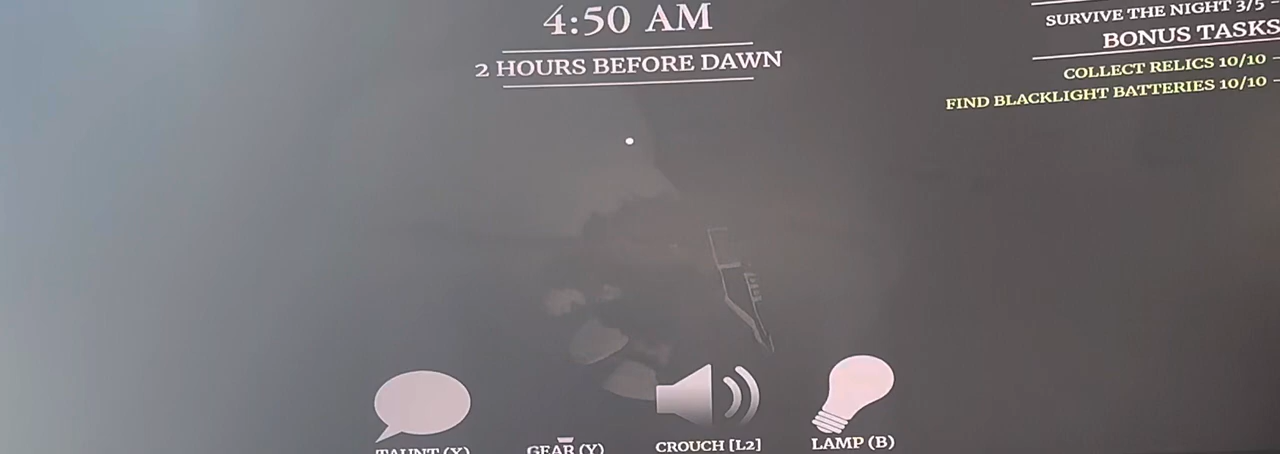 4:50 AM
2 HOURS BEFORE DAWN
SURVIVE THE NIGHT 3/5 -
BONUS TASKS
COLLECT RELICS 10/10 -
FIND BLACKLIGHT BATTERIES 10/10 -
TAUNT (X)
GEAR (Y)
CROUCH [L2]
LAMP (B)